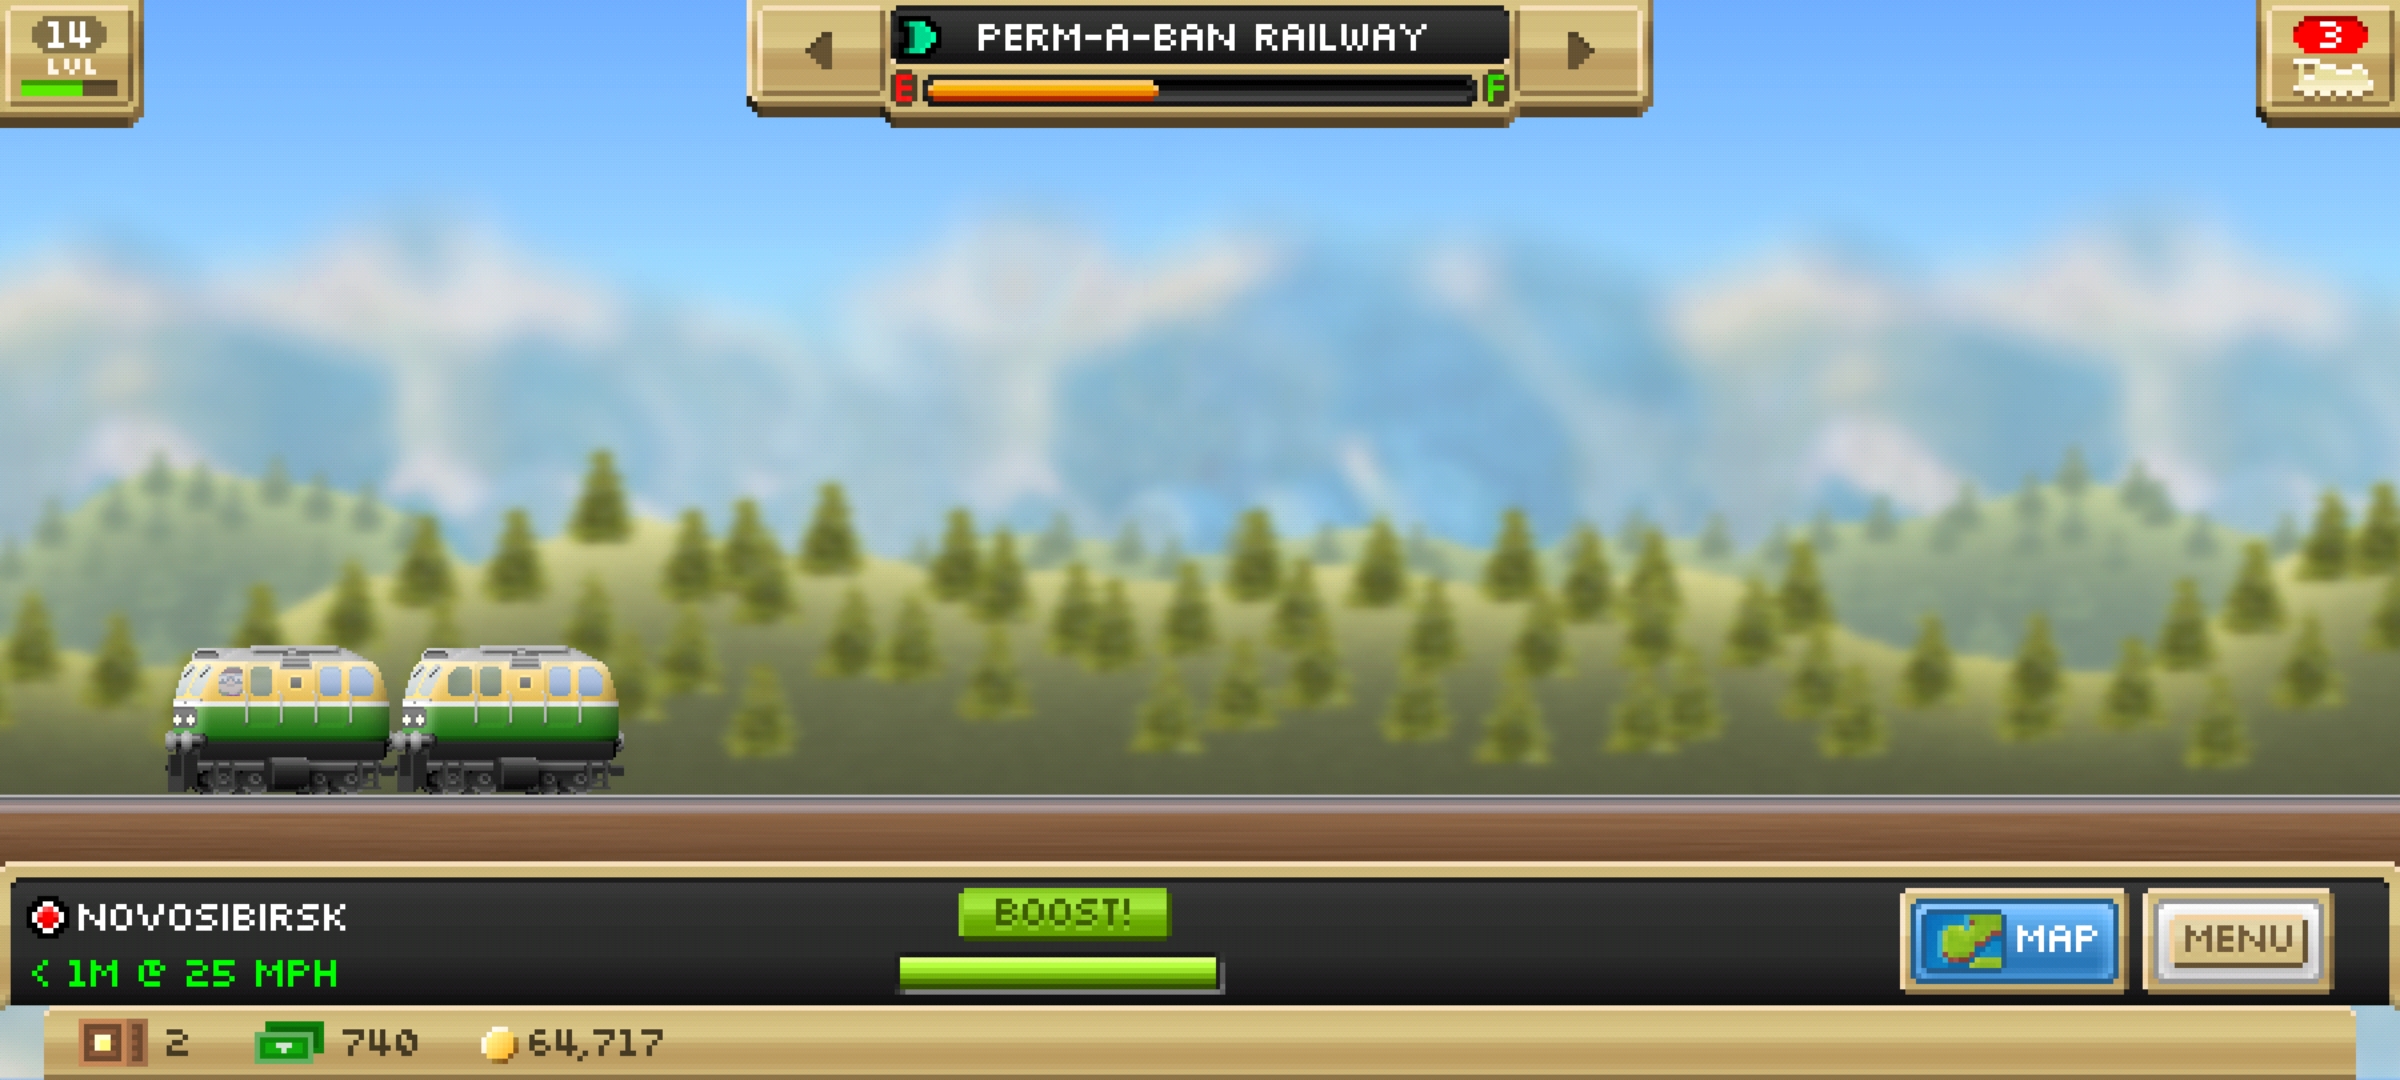 14
LVL
PERM-A-BAN RAILWAY
E F
3
NOVOSIBIRSK
< 1M @ 25 MPH
BOOST!
MAP
MENU
2 740 64,717